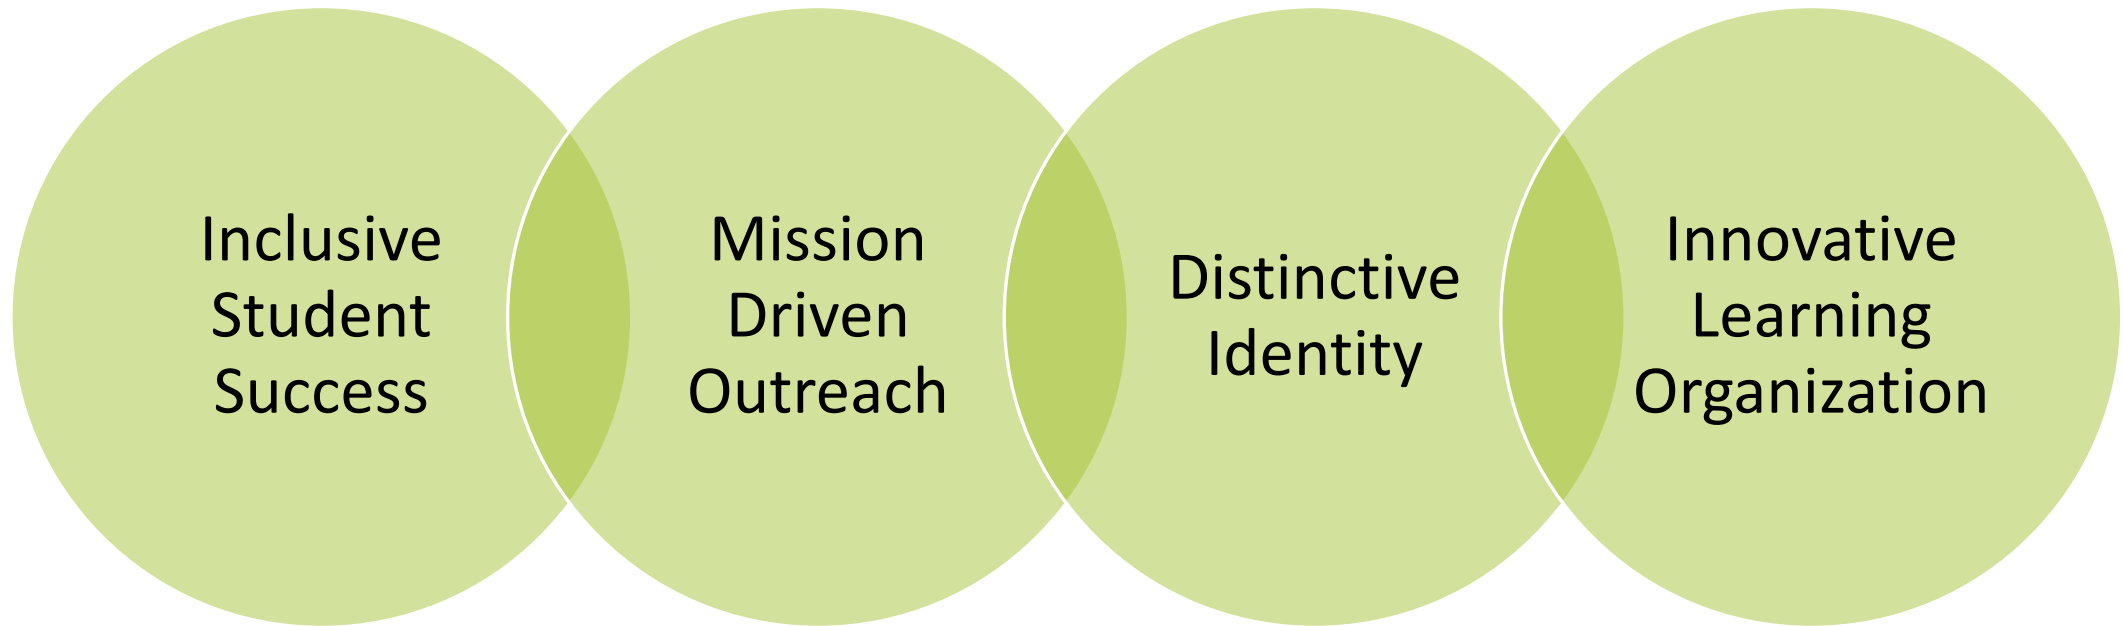 Inclusive
Student
Success
Mission
Driven
Outreach
Distinctive
Identity
Innovative
Learning
Organization